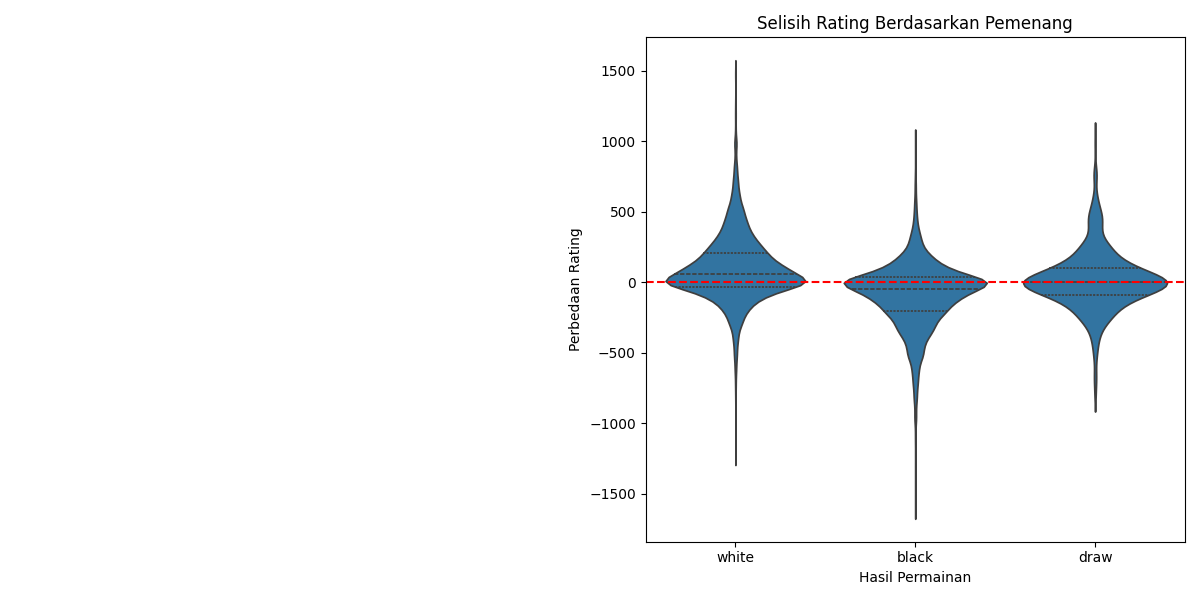 Selisih Rating Berdasarkan Pemenang
Perbedaan Rating
1500
1000
500
0
−500
−1000
−1500
white black draw
Hasil Permainan